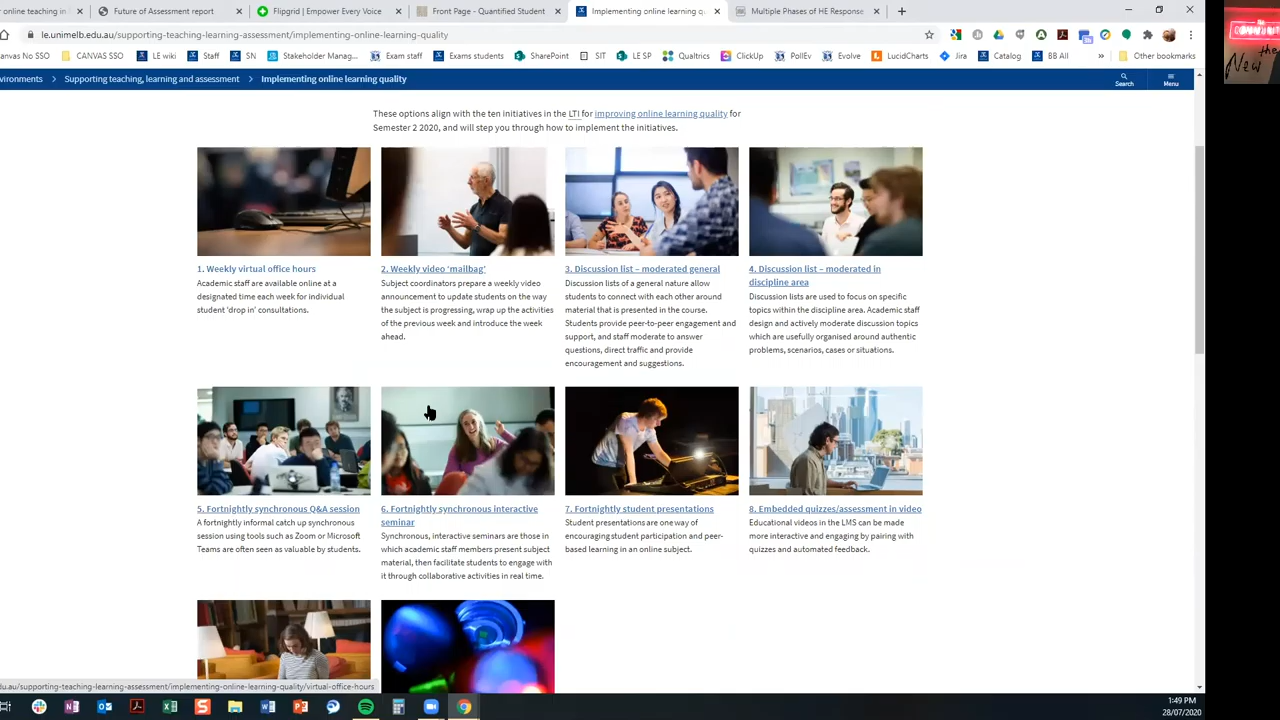 r online teaching in
Future of Assessment report
Flipgrid | Empower Every Voice
Front Page - Quantified Student
Implementing online learning q
Multiple Phases of HE Response
le.unimelb.edu.au/supporting-teaching-learning-assessment/implementing-online-learning-quality
anvas No SSO
CANVAS SSO
LE wiki
Staff
SN
Stakeholder Manag...
Exam staff
Exams students
SharePoint
SIT
LE SP
Qualtrics
ClickUp
PollEv
Evolve
LucidCharts
Jira
Catalog
BB All
Other bookmarks
vironments
Supporting teaching, learning and assessment
Implementing online learning quality
Search
Menu
These options align with the ten initiatives in the LTI for improving online learning quality for
Semester 2 2020, and will step you through how to implement the initiatives.
1. Weekly virtual office hours
Academic staff are available online at a
designated time each week for individual
student 'drop in' consultations.
2. Weekly video 'mailbag'
Subject coordinators prepare a weekly video
announcement to update students on the way
the subject is progressing, wrap up the activities
of the previous week and introduce the week
ahead.
3. Discussion list – moderated general
Discussion lists of a general nature allow
students to connect with each other around
material that is presented in the course.
Students provide peer-to-peer engagement and
support, and staff moderate to answer
questions, direct traffic and provide
encouragement and suggestions.
4. Discussion list – moderated in
discipline area
Discussion lists are used to focus on specific
topics within the discipline area. Academic staff
design and actively moderate discussion topics
which are usefully organised around authentic
problems, scenarios, cases or situations.
5. Fortnightly synchronous Q&A session
A fortnightly informal catch up synchronous
session using tools such as Zoom or Microsoft
Teams are often seen as valuable by students.
6. Fortnightly synchronous interactive
seminar
Synchronous, interactive seminars are those in
which academic staff members present subject
material, then facilitate students to engage with
it through collaborative activities in real time.
7. Fortnightly student presentations
Student presentations are one way of
encouraging student participation and peer-
based learning in an online subject.
8. Embedded quizzes/assessment in video
Educational videos in the LMS can be made
more interactive and engaging by pairing with
quizzes and automated feedback.
du.au/supporting-teaching-learning-assessment/implementing-online-learning-quality/virtual-office-hours
1:49 PM
28/07/2020
the
New